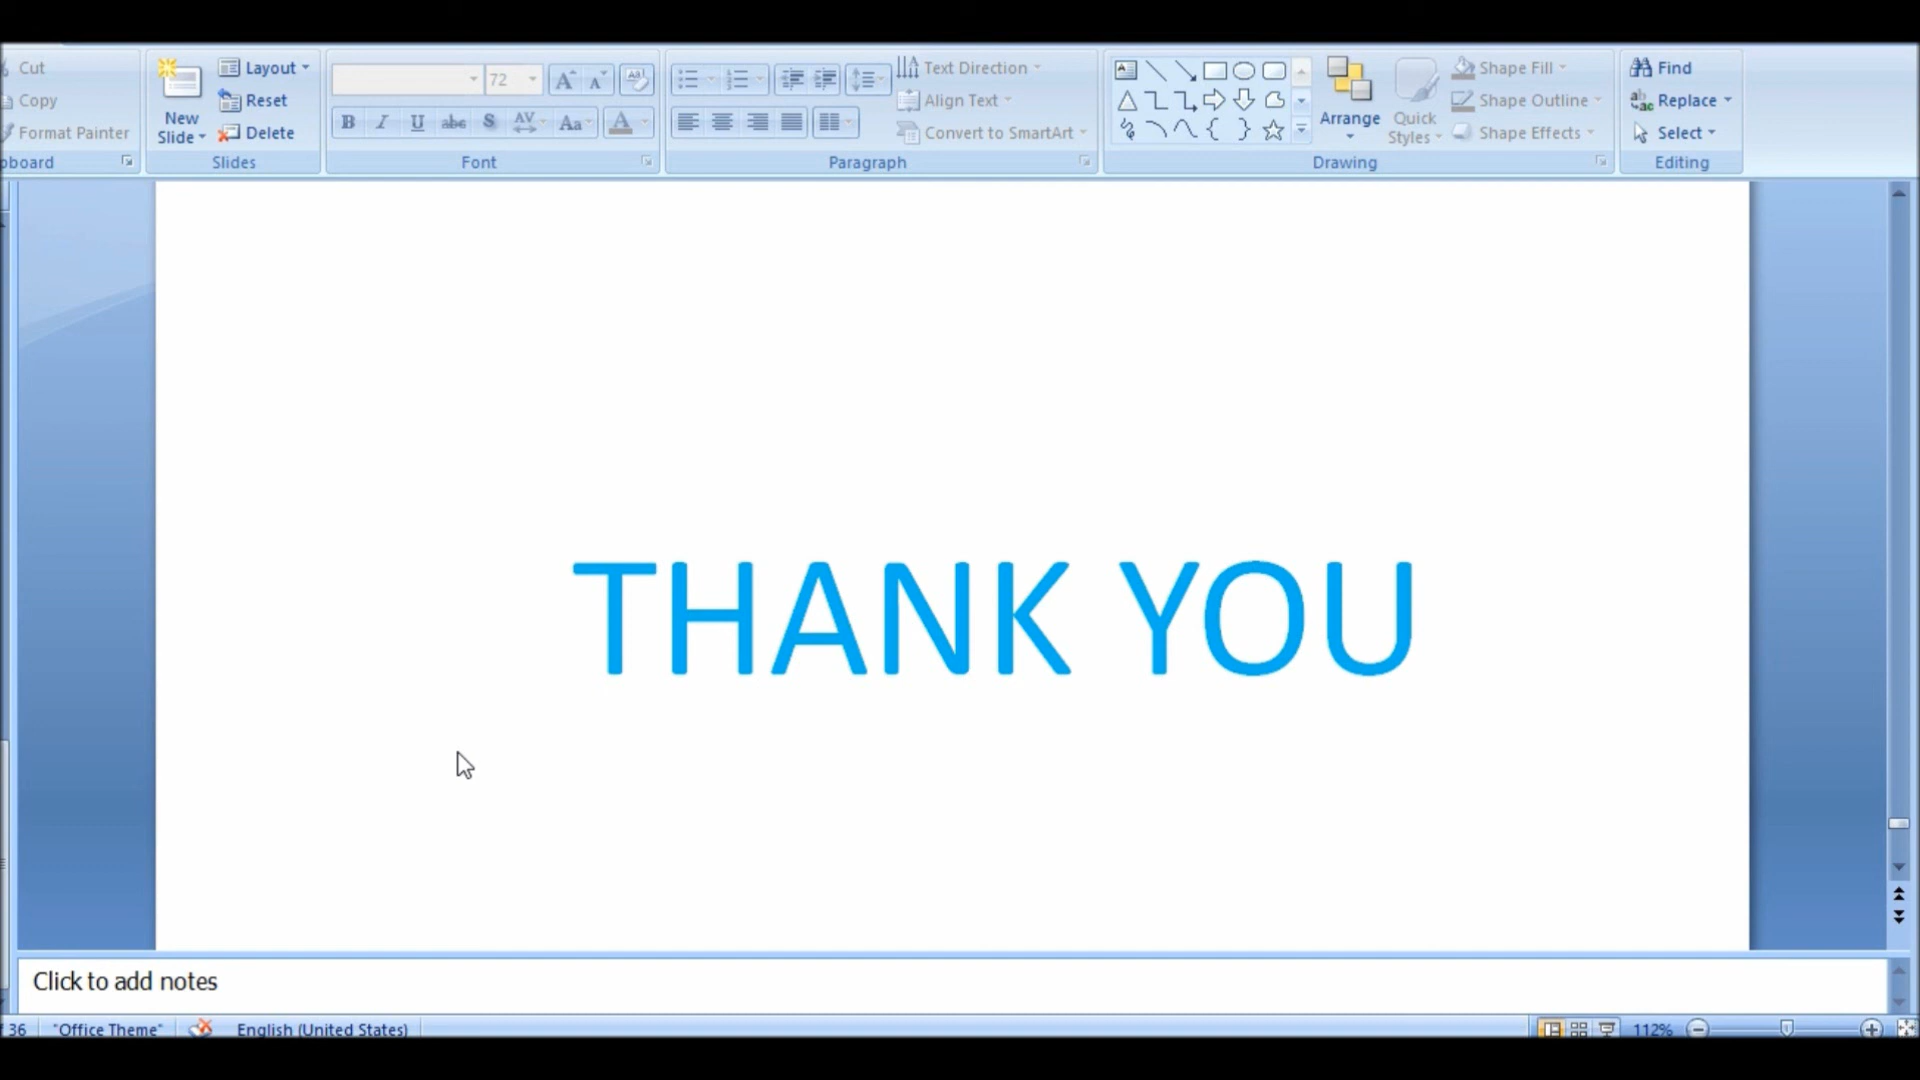 Cut
Copy
Format Painter
pboard
New
Slide
Layout
Reset
Delete
Slides
72
Aa
Font
Text Direction
Align Text
Convert to SmartArt
Paragraph
Arrange
Quick
Styles
Shape Fill
Shape Outline
Shape Effects
Drawing
Find
Replace
Select
Editing
THANK YOU
Click to add notes
f 36
"Office Theme"
English (United States)
112%